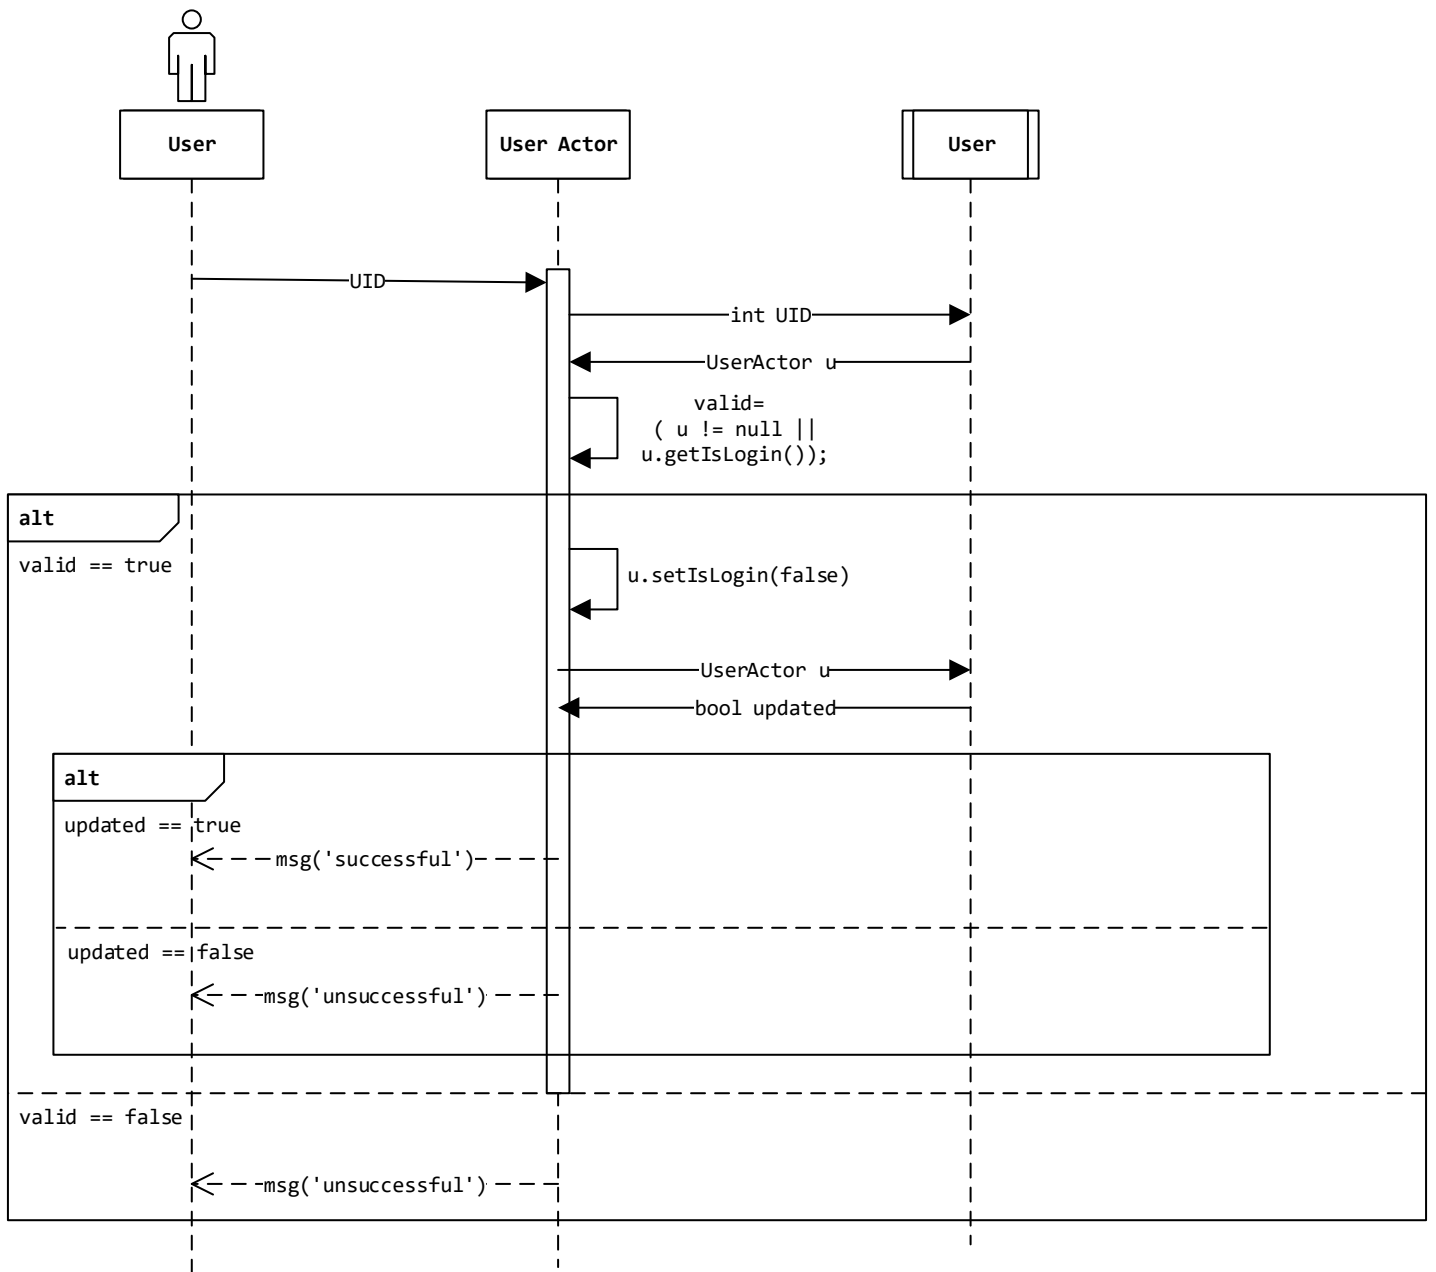 User
User Actor
User
UID
int UID
UserActor u
valid=
( u != null ||
u.getIsLogin());
alt
valid == true
u.setIsLogin(false)
UserActor u
bool updated
alt
updated == true
msg('successful')
updated == false
msg('unsuccessful')
valid == false
msg('unsuccessful')